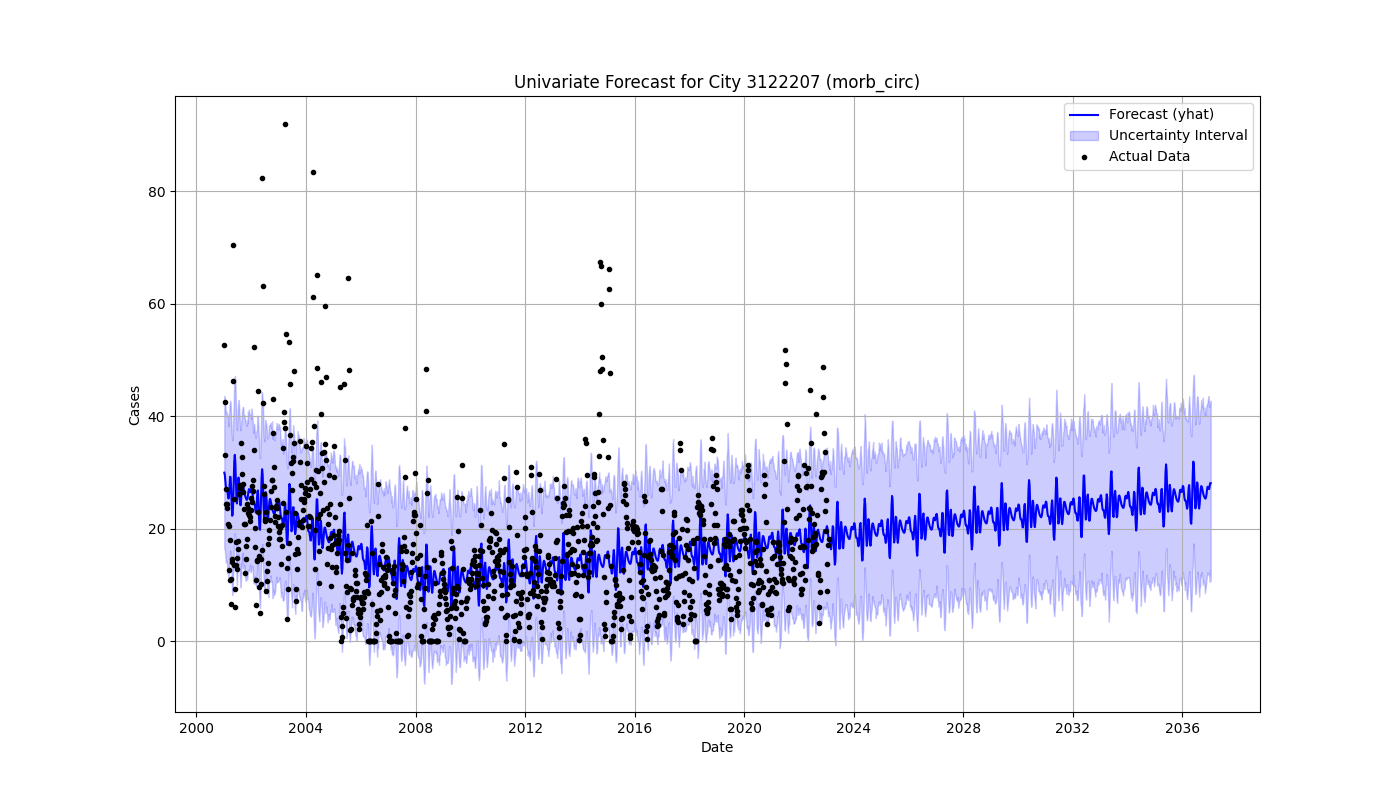 Univariate Forecast for City 3122207 (morb_circ)
Forecast (yhat)
Uncertainty Interval
Actual Data
Cases
80
60
40
20
0
2000 2004 2008 2012 2016 2020 2024 2028 2032 2036
Date